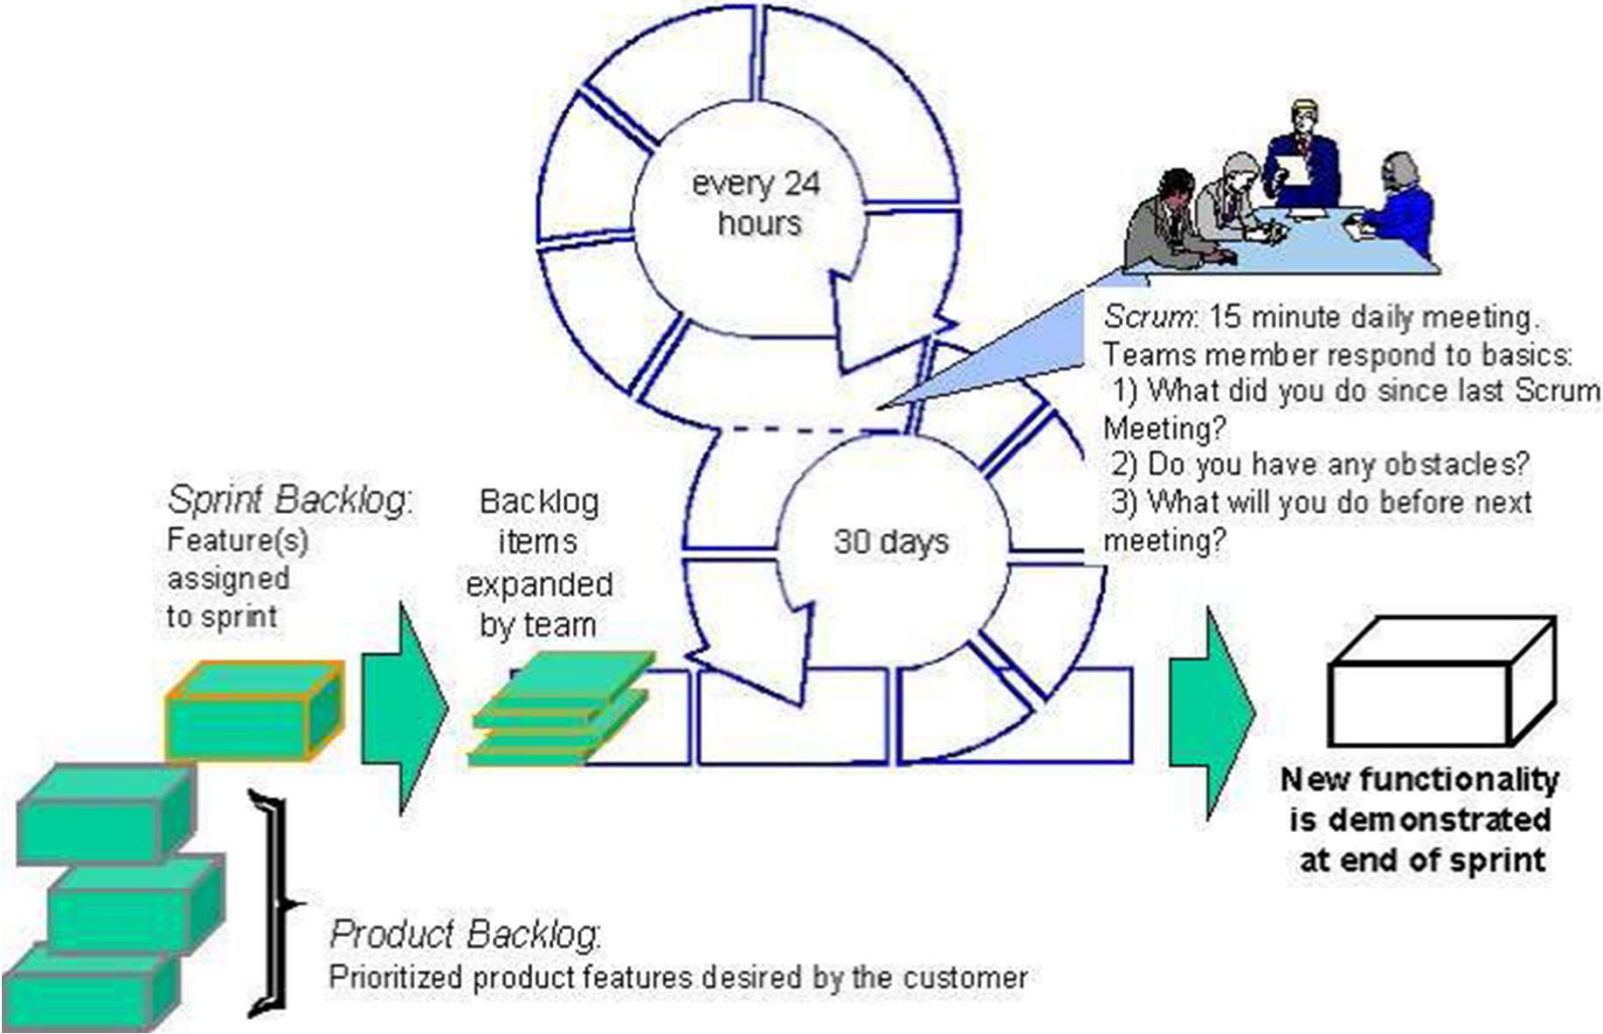 every 24
hours
Scrum: 15 minute daily meeting.
Teams member respond to basics:
1) What did you do since last Scrum
Meeting?
2) Do you have any obstacles?
3) What will you do before next
meeting?
30 days
Sprint Backlog:
Feature(s)
assigned
to sprint
Backlog
items
expanded
by team
New functionality
is demonstrated
at end of sprint
Product Backlog:
Prioritized product features desired by the customer